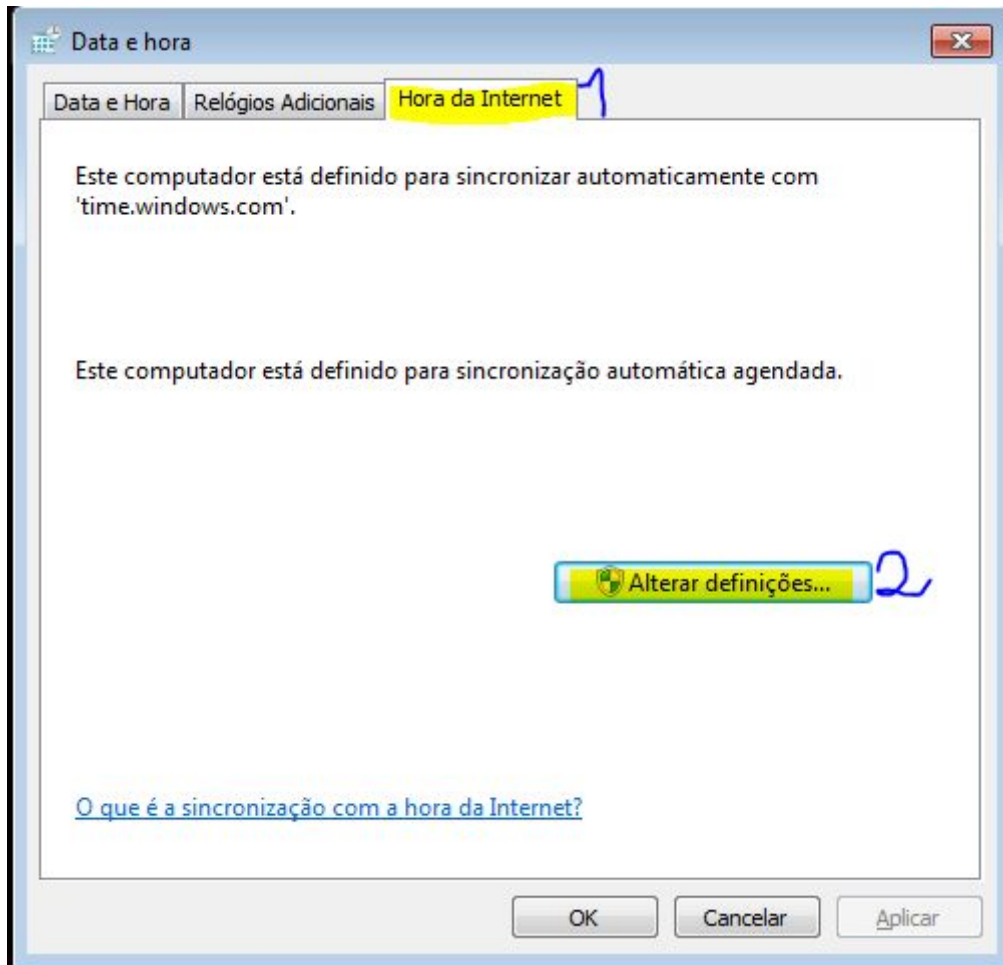 Data e hora
Data e Hora
Relógios Adicionais
Hora da Internet
1
Este computador está definido para sincronizar automaticamente com
'time.windows.com'.
Este computador está definido para sincronização automática agendada.
Alterar definições...
2
O que é a sincronização com a hora da Internet?
OK
Cancelar
Aplicar